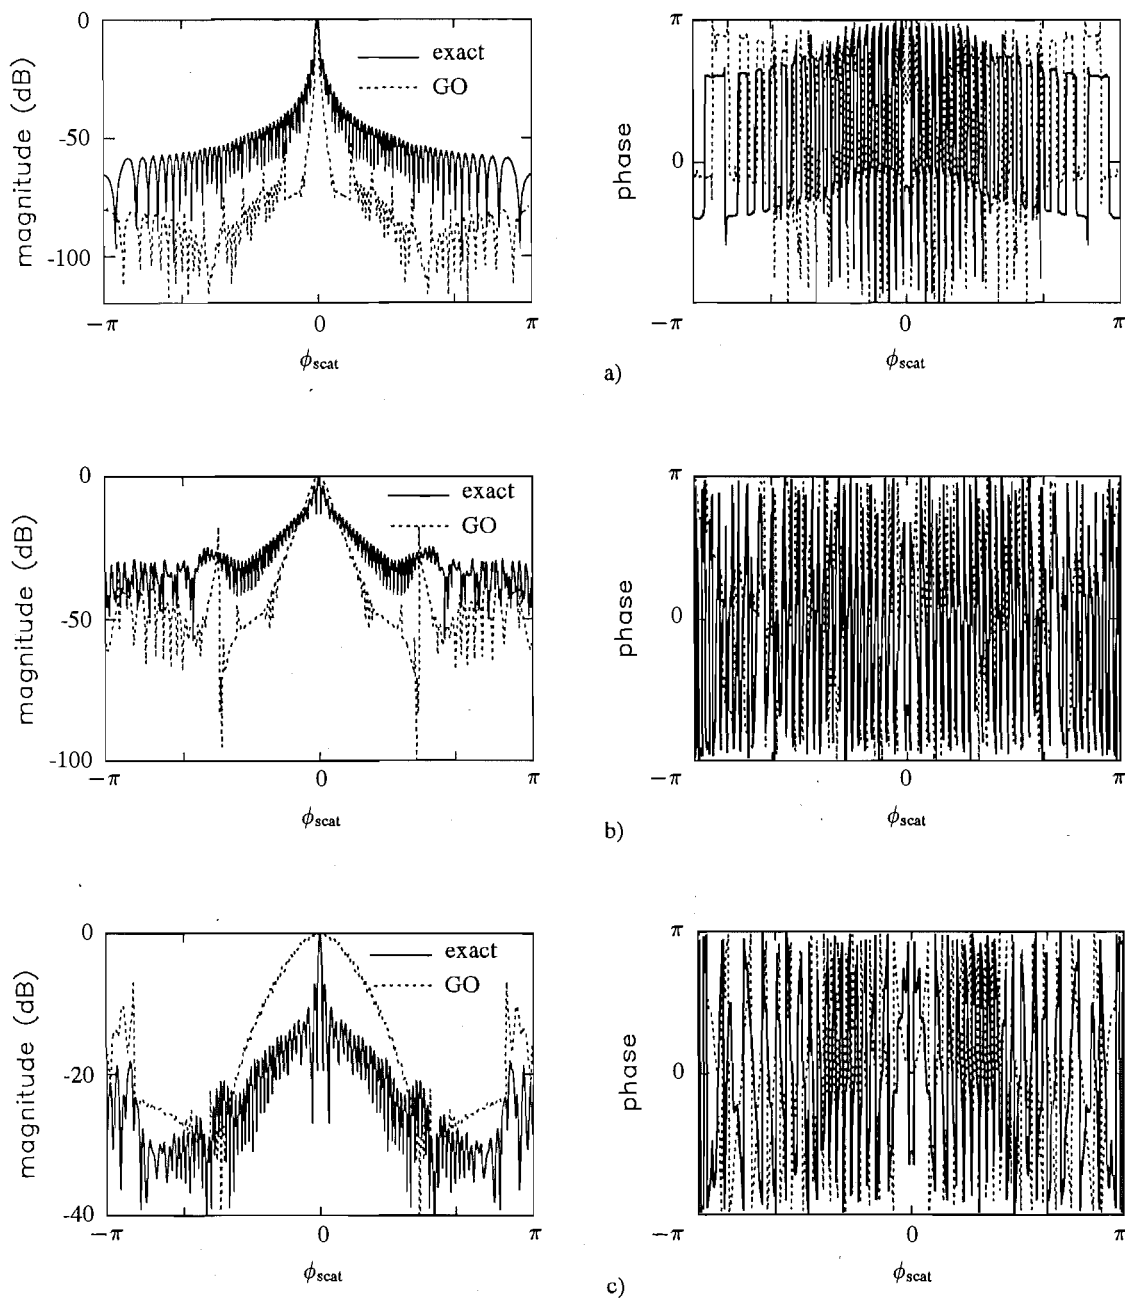 0
-50
-100
magnitude (dB)
exact
GO
−π
0
π
ϕscat
π
0
phase
−π
0
π
ϕscat
a)
0
-50
-100
magnitude (dB)
exact
GO
−π
0
π
ϕscat
π
0
phase
−π
0
π
ϕscat
b)
0
-20
-40
magnitude (dB)
exact
GO
−π
0
π
ϕscat
π
0
phase
−π
0
π
ϕscat
c)